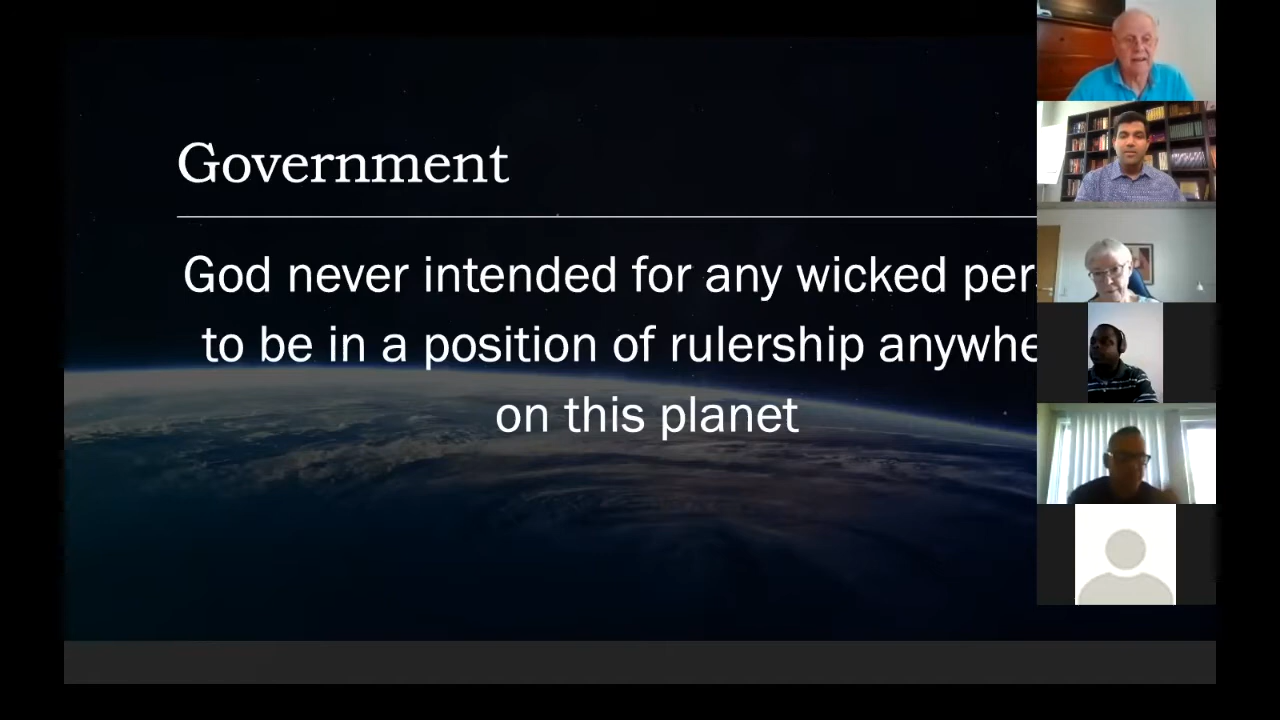 Government
God never intended for any wicked per
to be in a position of rulership anywhe
on this planet